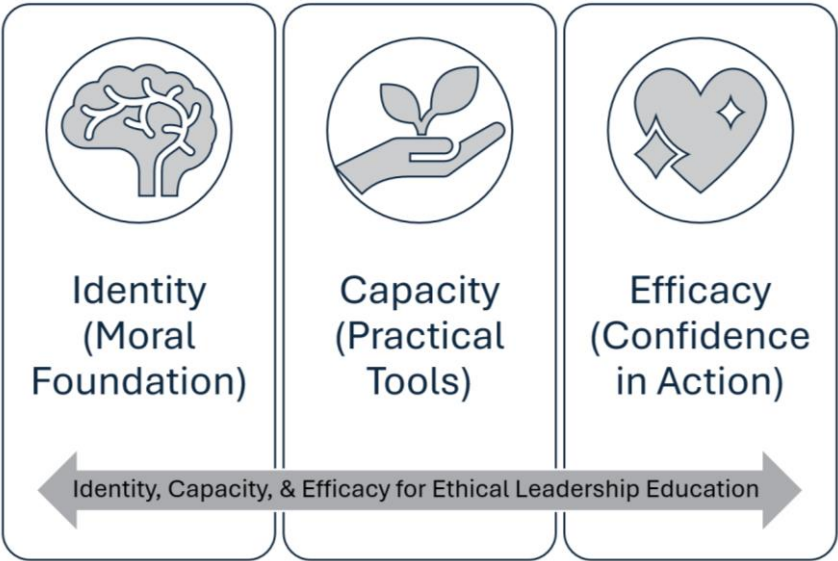 Identity
(Moral
Foundation)
Capacity
(Practical
Tools)
Efficacy
(Confidence
in Action)
Identity, Capacity, & Efficacy for Ethical Leadership Education